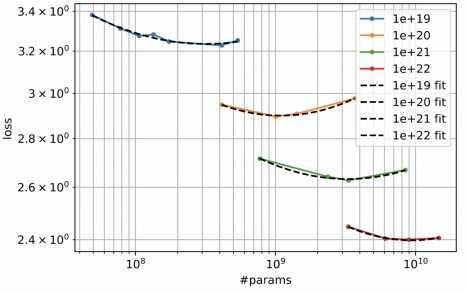 3.4 × 10⁰
3.2 × 10⁰
3 × 10⁰
2.8 × 10⁰
2.6 × 10⁰
2.4 × 10⁰
loss
10⁸
10⁹
10¹⁰
#params
1e+19
1e+20
1e+21
1e+22
1e+19 fit
1e+20 fit
1e+21 fit
1e+22 fit